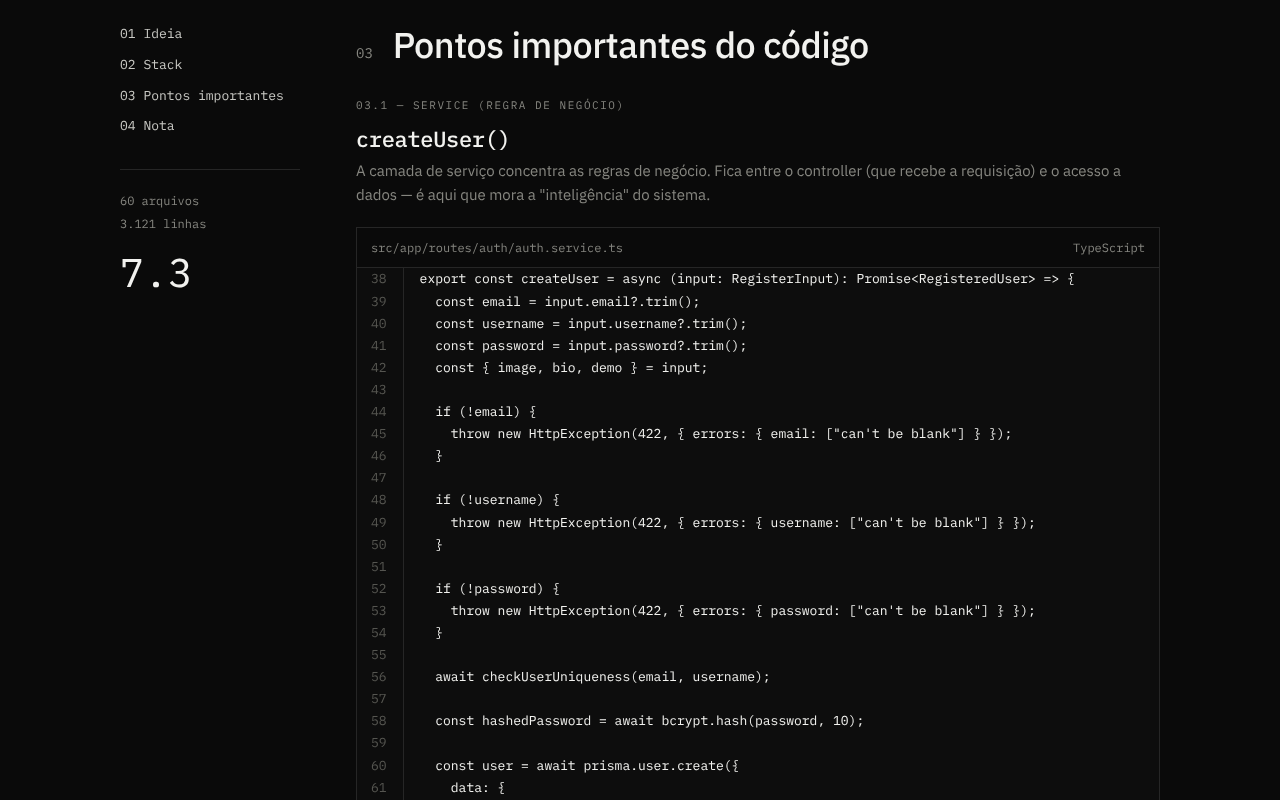 01 Ideia
02 Stack
03 Pontos importantes
04 Nota
60 arquivos
3.121 linhas
7.3
03 Pontos importantes do código
03.1 — SERVICE (REGRA DE NEGÓCIO)
createUser()
A camada de serviço concentra as regras de negócio. Fica entre o controller (que recebe a requisição) e o acesso a
dados — é aqui que mora a "inteligência" do sistema.
src/app/routes/auth/auth.service.ts TypeScript
38 export const createUser = async (input: RegisterInput): Promise<RegisteredUser> => {
39   const email = input.email?.trim();
40   const username = input.username?.trim();
41   const password = input.password?.trim();
42   const { image, bio, demo } = input;
43
44   if (!email) {
45     throw new HttpException(422, { errors: { email: ["can't be blank"] } });
46   }
47
48   if (!username) {
49     throw new HttpException(422, { errors: { username: ["can't be blank"] } });
50   }
51
52   if (!password) {
53     throw new HttpException(422, { errors: { password: ["can't be blank"] } });
54   }
55
56   await checkUserUniqueness(email, username);
57
58   const hashedPassword = await bcrypt.hash(password, 10);
59
60   const user = await prisma.user.create({
61     data: {